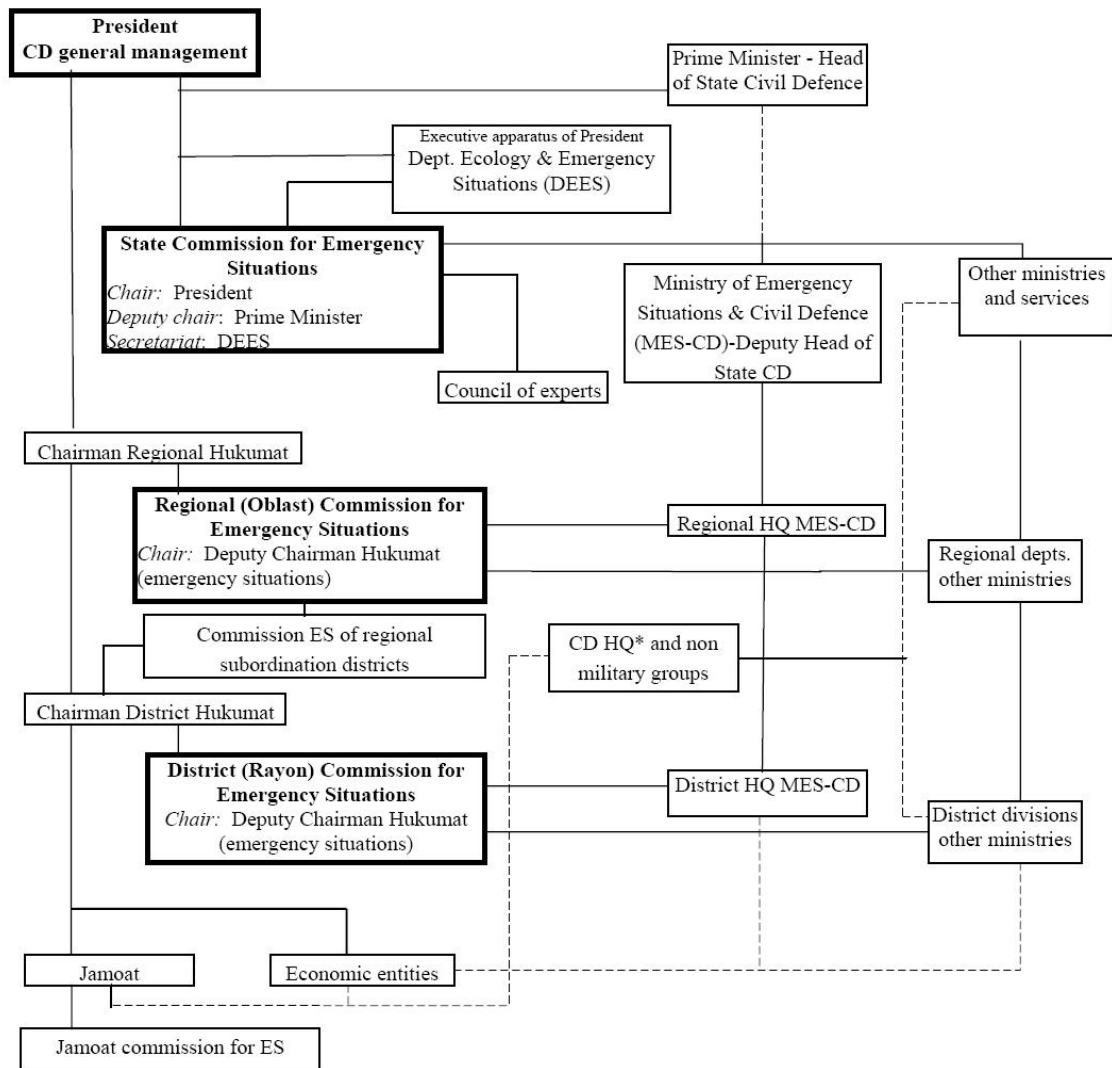 President
CD general management
Prime Minister - Head
of State Civil Defence
Executive apparatus of President
Dept. Ecology & Emergency
Situations (DEES)
State Commission for Emergency
Situations
Chair: President
Deputy chair: Prime Minister
Secretariat: DEES
Ministry of Emergency
Situations & Civil Defence
(MES-CD)-Deputy Head of
State CD
Other ministries
and services
Council of experts
Chairman Regional Hukumat
Regional (Oblast) Commission for
Emergency Situations
Chair: Deputy Chairman Hukumat
(emergency situations)
Regional HQ MES-CD
Regional depts.
other ministries
Commission ES of regional
subordination districts
CD HQ* and non
military groups
Chairman District Hukumat
District (Rayon) Commission for
Emergency Situations
Chair: Deputy Chairman Hukumat
(emergency situations)
District HQ MES-CD
District divisions
other ministries
Jamoat
Economic entities
Jamoat commission for ES